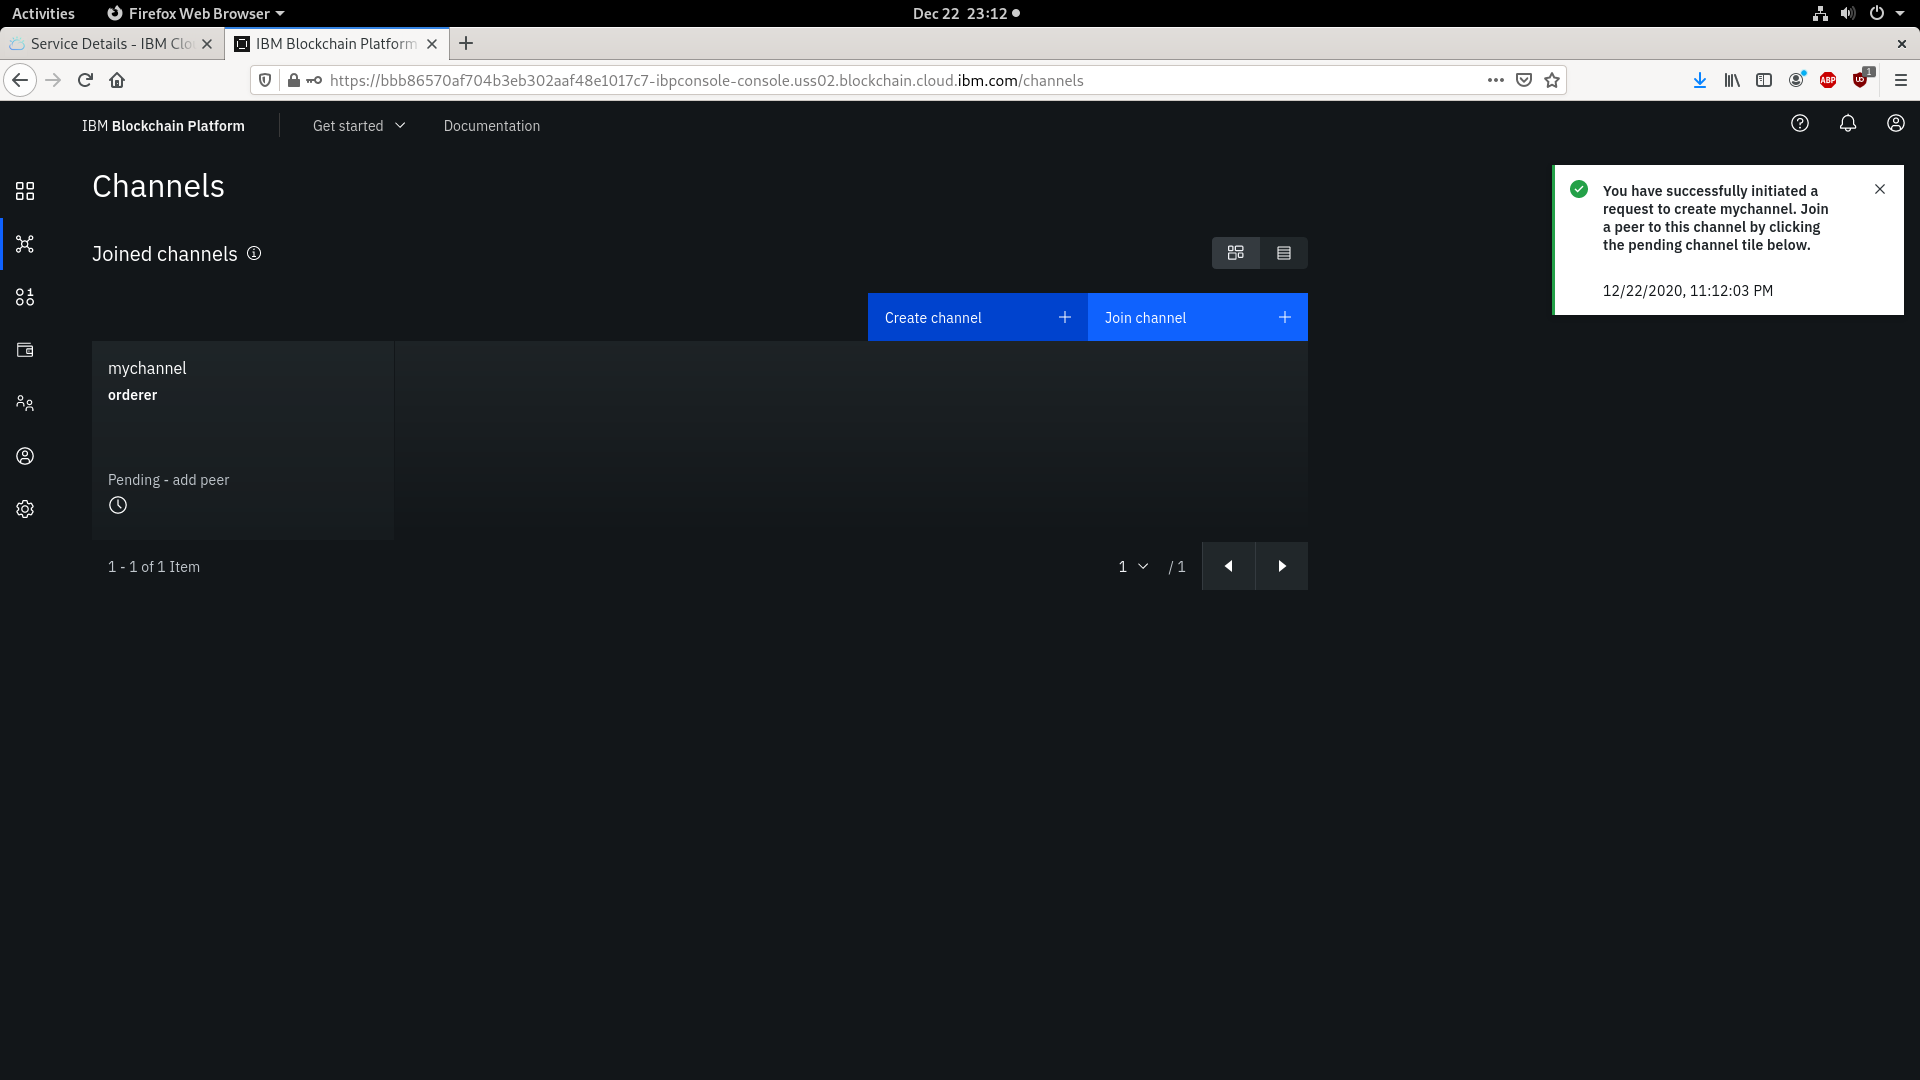 Activities
Firefox Web Browser
Dec 22 23:12
Service Details - IBM Clo
IBM Blockchain Platform
https://bbb86570af704b3eb302aaf48e1017c7-ibpconsole-console.uss02.blockchain.cloud.ibm.com/channels
ABP
1
IBM Blockchain Platform
Get started
Documentation
Channels
You have successfully initiated a
request to create mychannel. Join
a peer to this channel by clicking
the pending channel tile below.
12/22/2020, 11:12:03 PM
Joined channels
Create channel
Join channel
mychannel
orderer
Pending - add peer
1 - 1 of 1 Item
1
/ 1